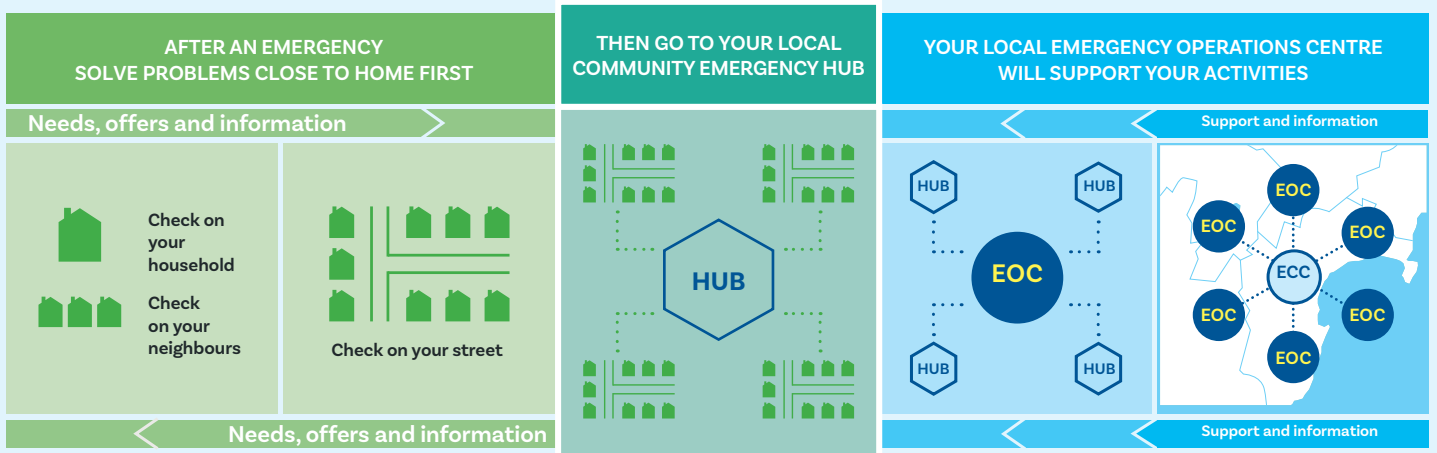 AFTER AN EMERGENCY
SOLVE PROBLEMS CLOSE TO HOME FIRST
Needs, offers and information
Check on
your
household
Check
on your
neighbours
Check on your street
Needs, offers and information
THEN GO TO YOUR LOCAL
COMMUNITY EMERGENCY HUB
HUB
YOUR LOCAL EMERGENCY OPERATIONS CENTRE
WILL SUPPORT YOUR ACTIVITIES
Support and information
HUB
HUB
EOC
HUB
HUB
EOC
EOC
EOC
ECC
EOC
EOC
EOC
Support and information